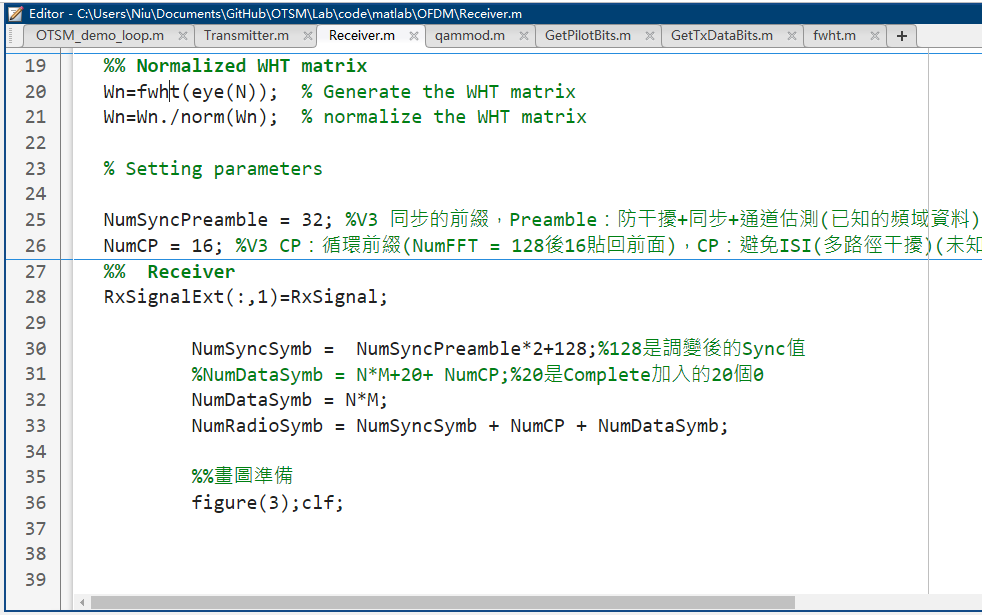 Editor - C:\Users\Niu\Documents\GitHub\OTSM\Lab\code\matlab\OFDM\Receiver.m
OTSM_demo_loop.m × Transmitter.m × Receiver.m × qammod.m × GetPilotBits.m × GetTxDataBits.m × fwht.m × +
19 %% Normalized WHT matrix
20 Wn=fwht(eye(N));  % Generate the WHT matrix
21 Wn=Wn./norm(Wn);  % normalize the WHT matrix
22
23 % Setting parameters
24
25 NumSyncPreamble = 32; %V3 同步的前綴，Preamble：防干擾+同步+通道估測(已知的頻域資料)
26 NumCP = 16; %V3 CP：循環前綴(NumFFT = 128後16貼回前面)，CP：避免ISI(多路徑干擾)(未知
27 %%  Receiver
28 RxSignalExt(:,1)=RxSignal;
29
30 NumSyncSymb =  NumSyncPreamble*2+128;%128是調變後的Sync值
31 %NumDataSymb = N*M+20+ NumCP;%20是Complete加入的20個0
32 NumDataSymb = N*M;
33 NumRadioSymb = NumSyncSymb + NumCP + NumDataSymb;
34
35 %%畫圖準備
36 figure(3);clf;
37
38
39